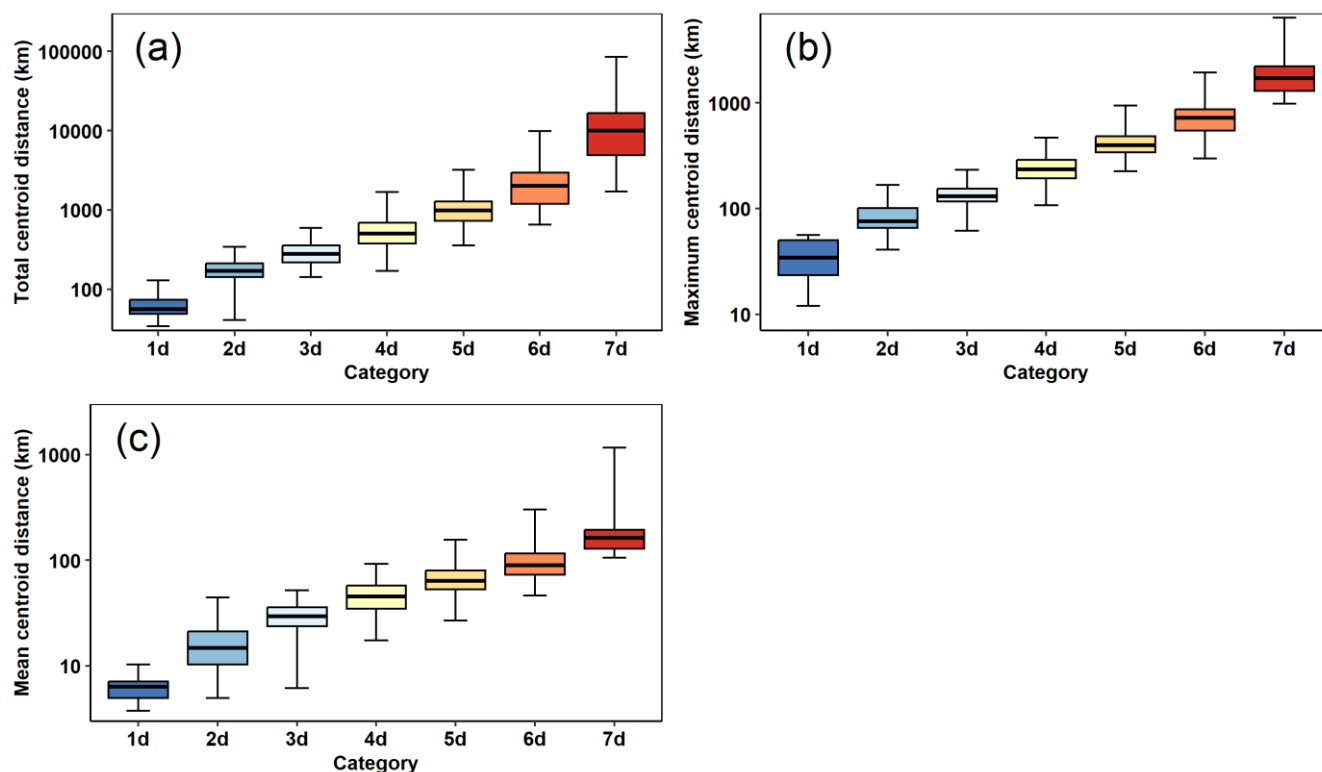 (a)
Total centroid distance (km)
100000
10000
1000
100
1d 2d 3d 4d 5d 6d 7d
Category
(b)
Maximum centroid distance (km)
1000
100
10
1d 2d 3d 4d 5d 6d 7d
Category
(c)
Mean centroid distance (km)
1000
100
10
1d 2d 3d 4d 5d 6d 7d
Category